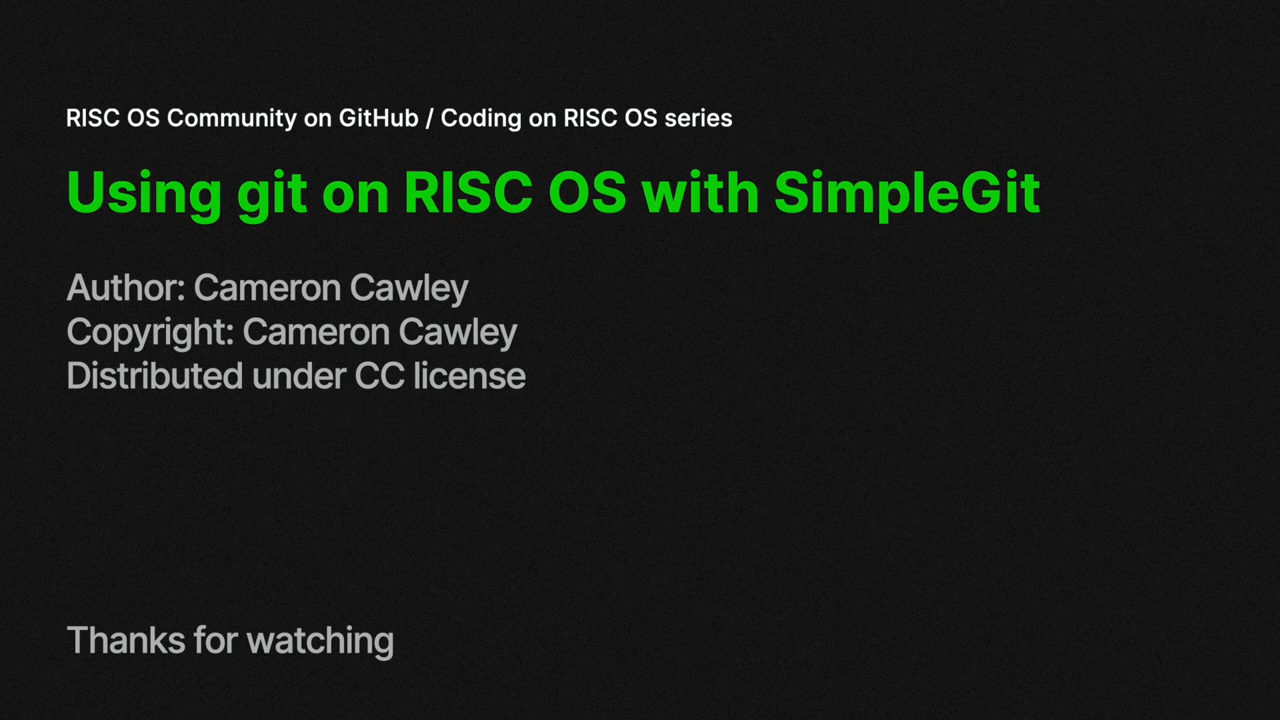 RISC OS Community on GitHub / Coding on RISC OS series
Using git on RISC OS with SimpleGit
Author: Cameron Cawley
Copyright: Cameron Cawley
Distributed under CC license
Thanks for watching